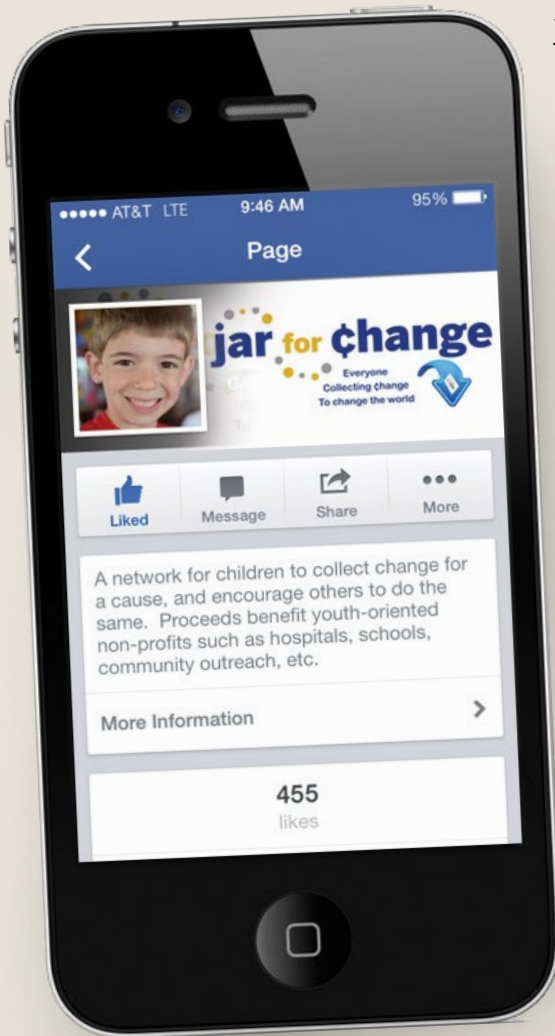 AT&T LTE 9:46 AM 95%
Page
jar for ¢hange
Everyone
Collecting ¢hange
To change the world
Liked Message Share More
A network for children to collect change for
a cause, and encourage others to do the
same. Proceeds benefit youth-oriented
non-profits such as hospitals, schools,
community outreach, etc.
More Information
455
likes